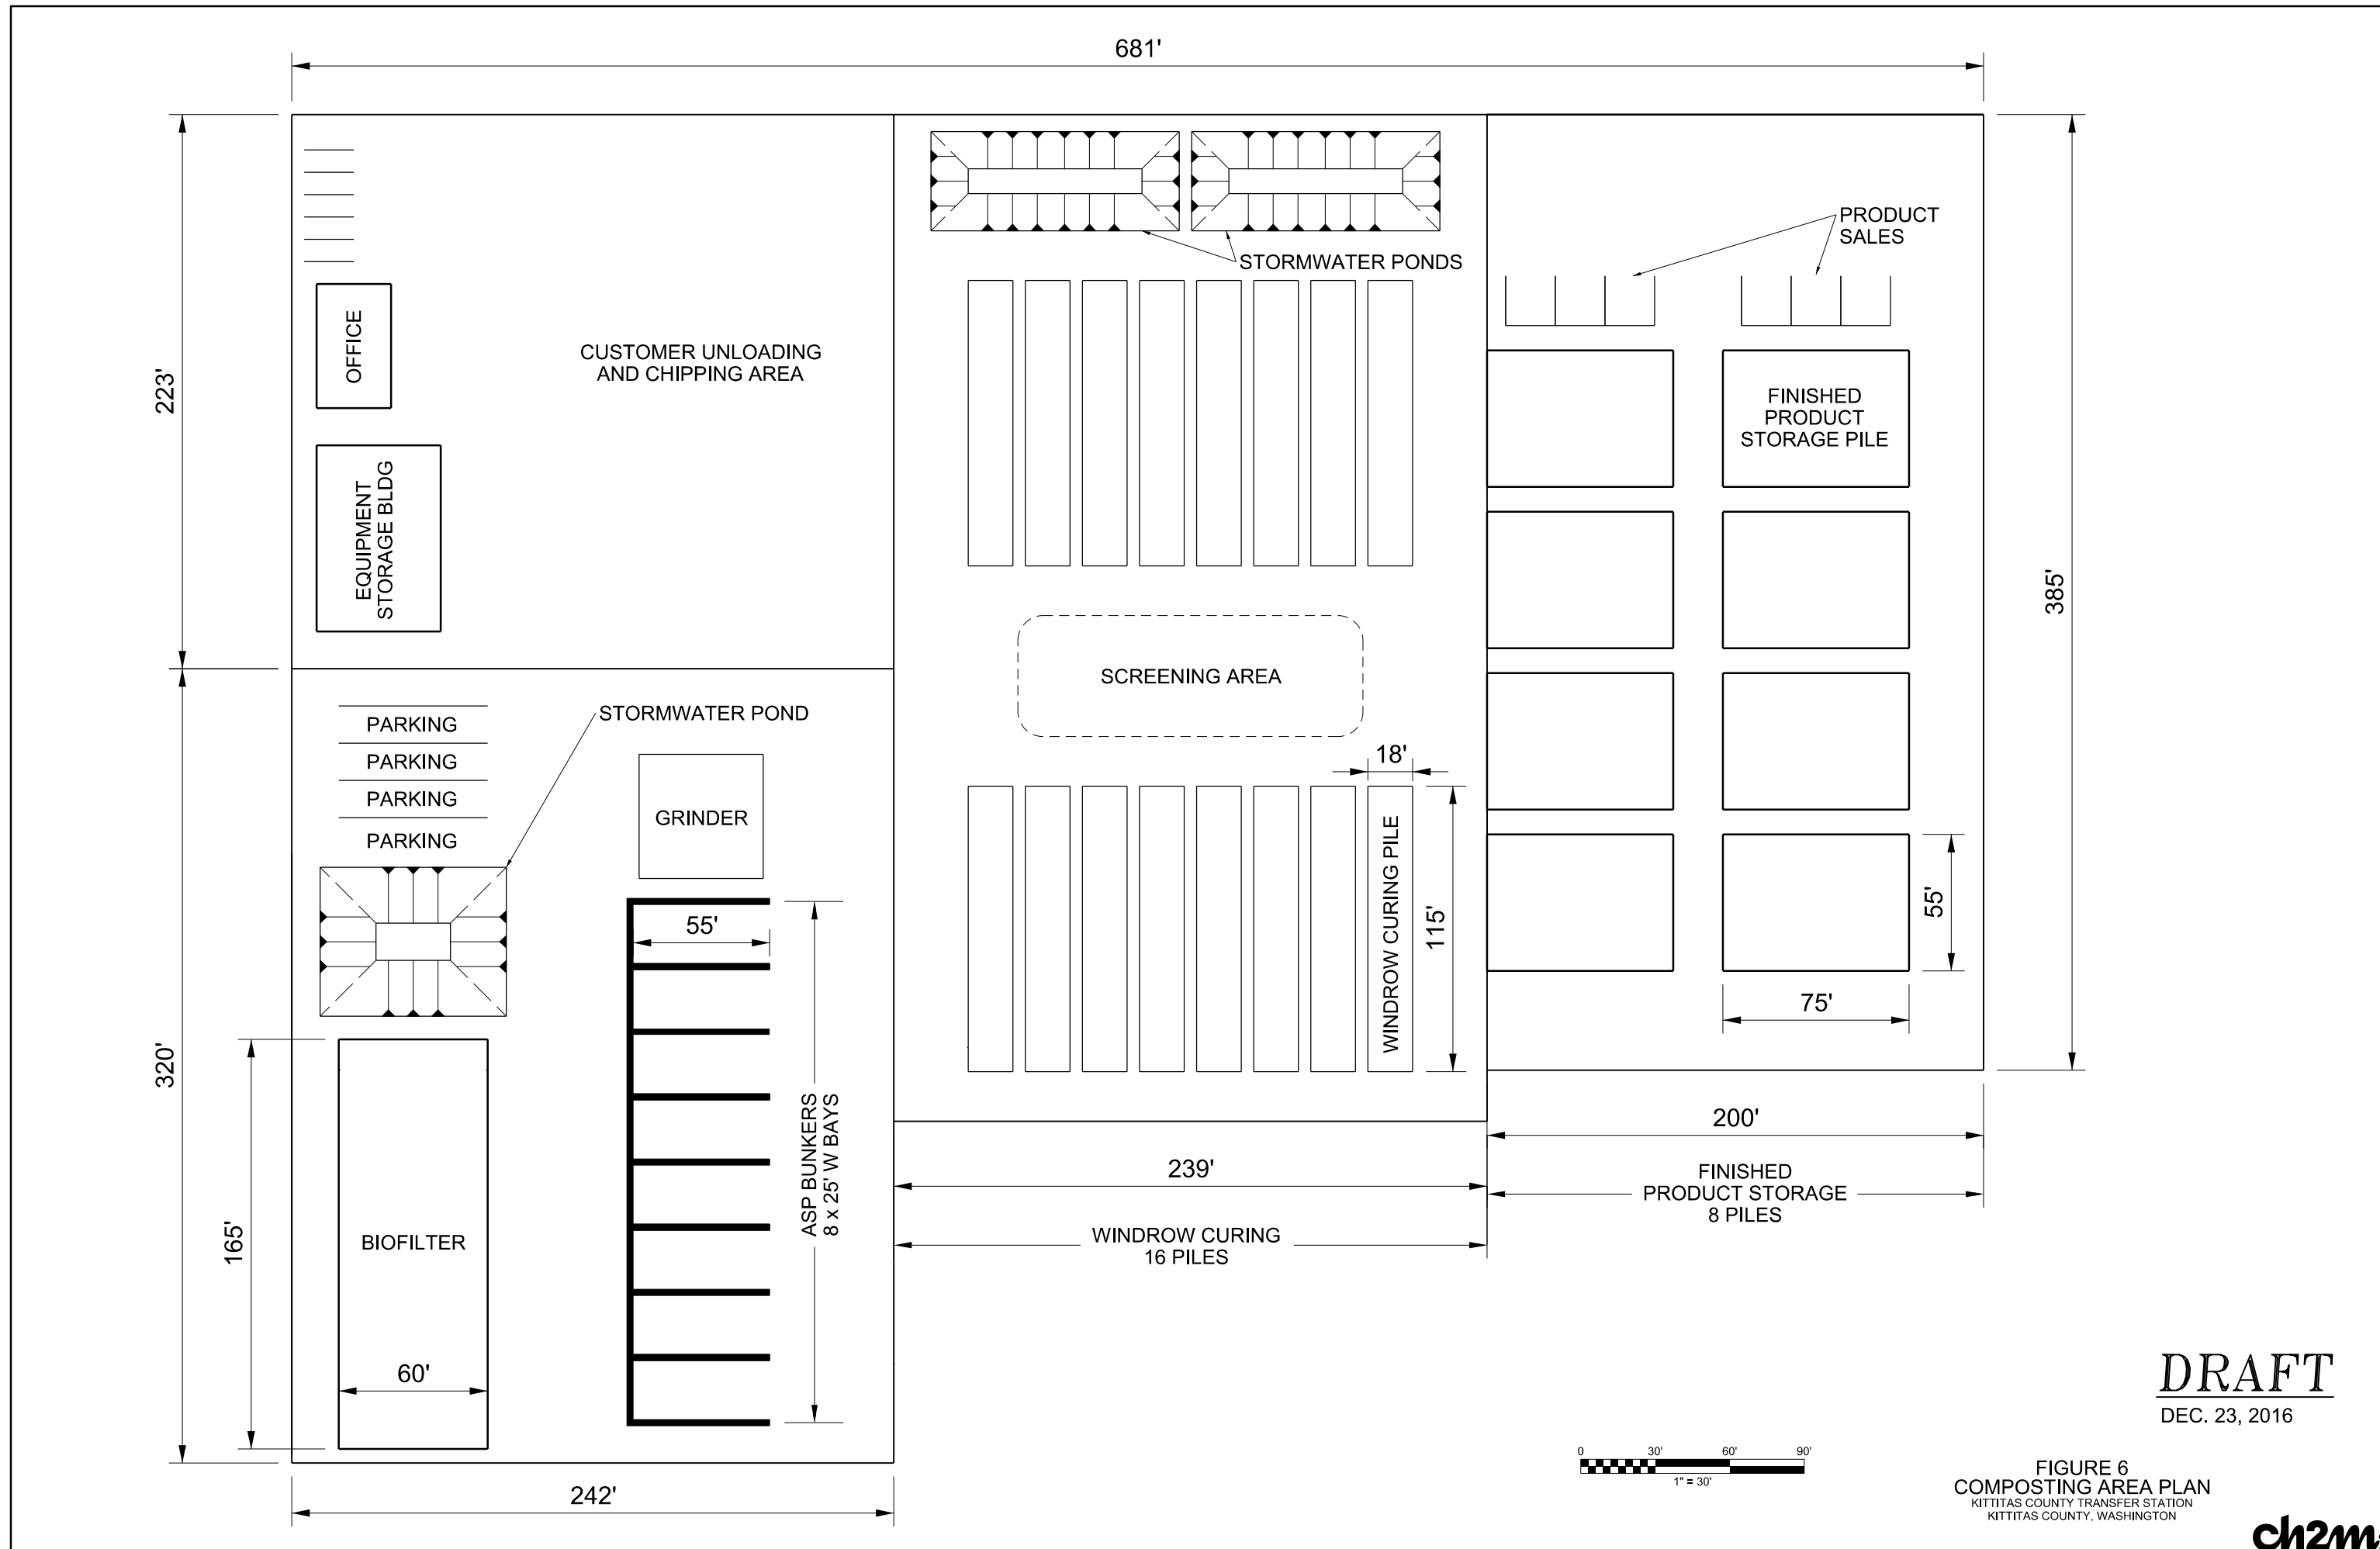 681'
223'
OFFICE
EQUIPMENT
STORAGE BLDG
CUSTOMER UNLOADING
AND CHIPPING AREA
STORMWATER PONDS
PRODUCT
SALES
FINISHED
PRODUCT
STORAGE PILE
385'
SCREENING AREA
18'
WINDROW CURING PILE
115'
55'
75'
320'
PARKING
PARKING
PARKING
PARKING
STORMWATER POND
GRINDER
55'
ASP BUNKERS
8 x 25' W BAYS
165'
BIOFILTER
60'
242'
239'
WINDROW CURING
16 PILES
200'
FINISHED
PRODUCT STORAGE
8 PILES
0 30' 60' 90'
1" = 30'
DRAFT
DEC. 23, 2016
FIGURE 6
COMPOSTING AREA PLAN
KITTITAS COUNTY TRANSFER STATION
KITTITAS COUNTY, WASHINGTON
ch2m